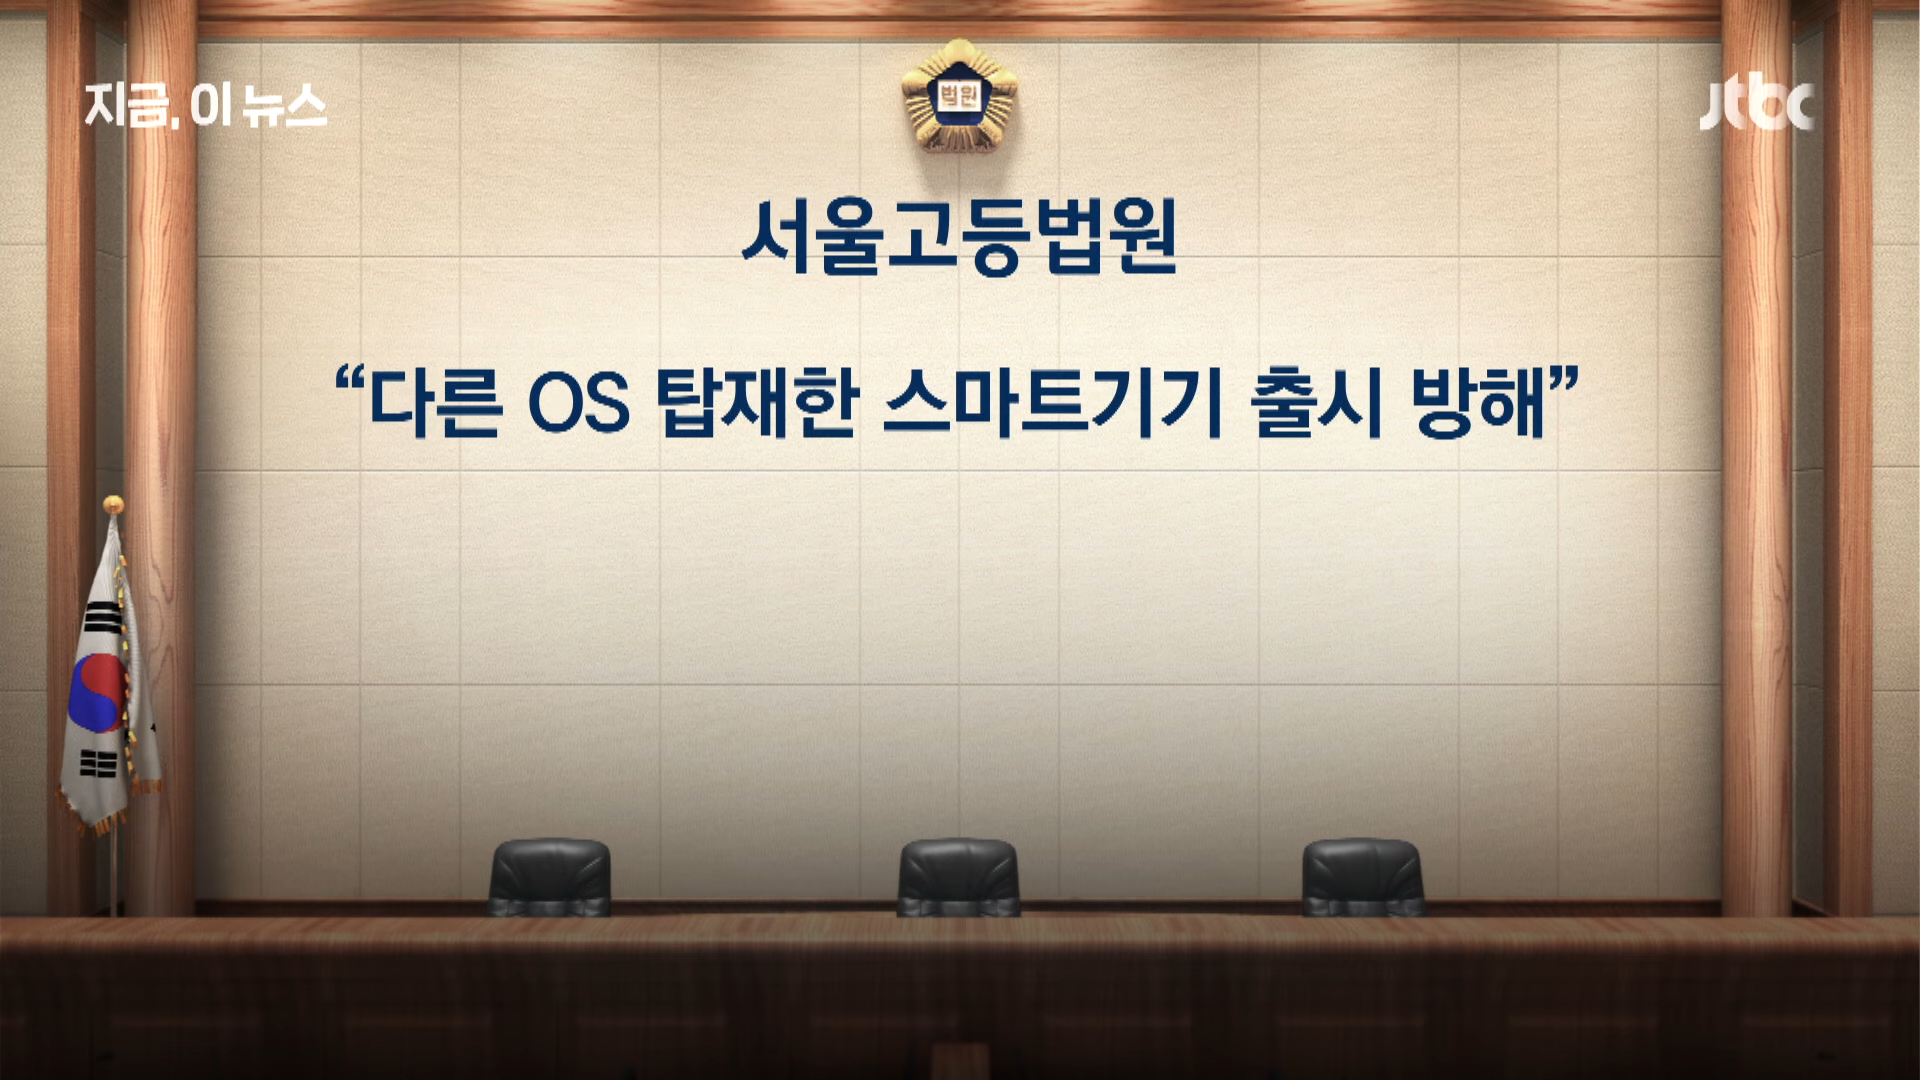 지금, 이 뉴스
jtbc
법원
서울고등법원
“다른 OS 탑재한 스마트기기 출시 방해”